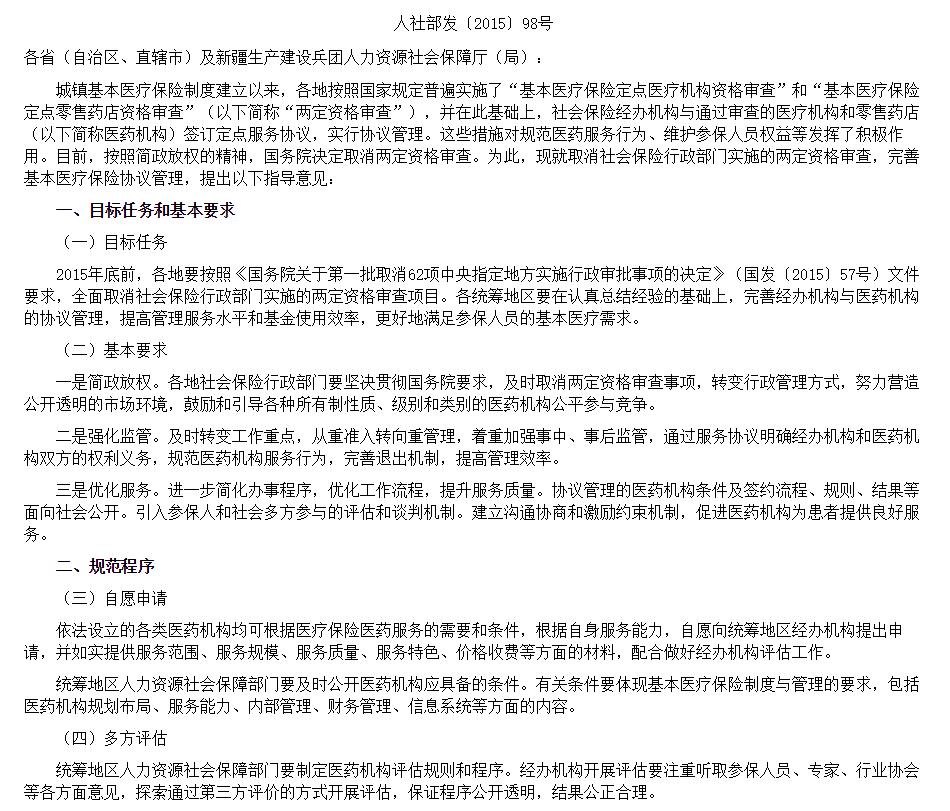 人社部发〔2015〕98号
各省（自治区、直辖市）及新疆生产建设兵团人力资源社会保障厅（局）：
城镇基本医疗保险制度建立以来，各地按照国家规定普遍实施了“基本医疗保险定点医疗机构资格审查”和“基本医疗保险
定点零售药店资格审查”（以下简称“两定资格审查”），并在此基础上，社会保险经办机构与通过审查的医疗机构和零售药店
（以下简称医药机构）签订定点服务协议，实行协议管理。这些措施对规范医药服务行为、维护参保人员权益等发挥了积极作
用。目前，按照简政放权的精神，国务院决定取消两定资格审查。为此，现就取消社会保险行政部门实施的两定资格审查，完善
基本医疗保险协议管理，提出以下指导意见：
一、目标任务和基本要求
（一）目标任务
2015年底前，各地要按照《国务院关于第一批取消62项中央指定地方实施行政审批事项的决定》（国发〔2015〕57号）文件
要求，全面取消社会保险行政部门实施的两定资格审查项目。各统筹地区要在认真总结经验的基础上，完善经办机构与医药机构
的协议管理，提高管理服务水平和基金使用效率，更好地满足参保人员的基本医疗需求。
（二）基本要求
一是简政放权。各地社会保险行政部门要坚决贯彻国务院要求，及时取消两定资格审查事项，转变行政管理方式，努力营造
公开透明的市场环境，鼓励和引导各种所有制性质、级别和类别的医药机构公平参与竞争。
二是强化监管。及时转变工作重点，从重准入转向重管理，着重加强事中、事后监管，通过服务协议明确经办机构和医药机
构双方的权利义务，规范医药机构服务行为，完善退出机制，提高管理效率。
三是优化服务。进一步简化办事程序，优化工作流程，提升服务质量。协议管理的医药机构条件及签约流程、规则、结果等
面向社会公开。引入参保人和社会多方参与的评估和谈判机制。建立沟通协商和激励约束机制，促进医药机构为患者提供良好服
务。
二、规范程序
（三）自愿申请
依法设立的各类医药机构均可根据医疗保险医药服务的需要和条件，根据自身服务能力，自愿向统筹地区经办机构提出申
请，并如实提供服务范围、服务规模、服务质量、服务特色、价格收费等方面的材料，配合做好经办机构评估工作。
统筹地区人力资源社会保障部门要及时公开医药机构应具备的条件。有关条件要体现基本医疗保险制度与管理的要求，包括
医药机构规划布局、服务能力、内部管理、财务管理、信息系统等方面的内容。
（四）多方评估
统筹地区人力资源社会保障部门要制定医药机构评估规则和程序。经办机构开展评估要注重听取参保人员、专家、行业协会
等各方面意见，探索通过第三方评价的方式开展评估，保证程序公开透明，结果公正合理。